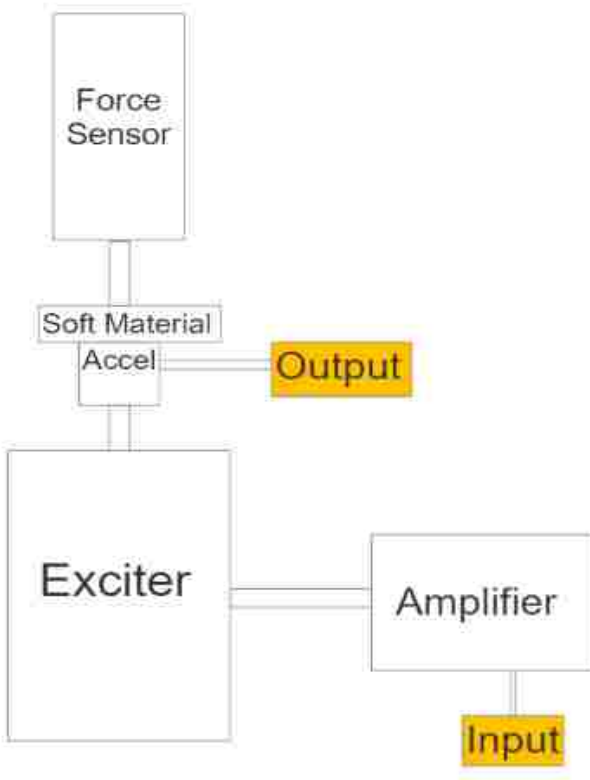 Force
Sensor
Soft Material
Accel
Output
Exciter
Amplifier
Input